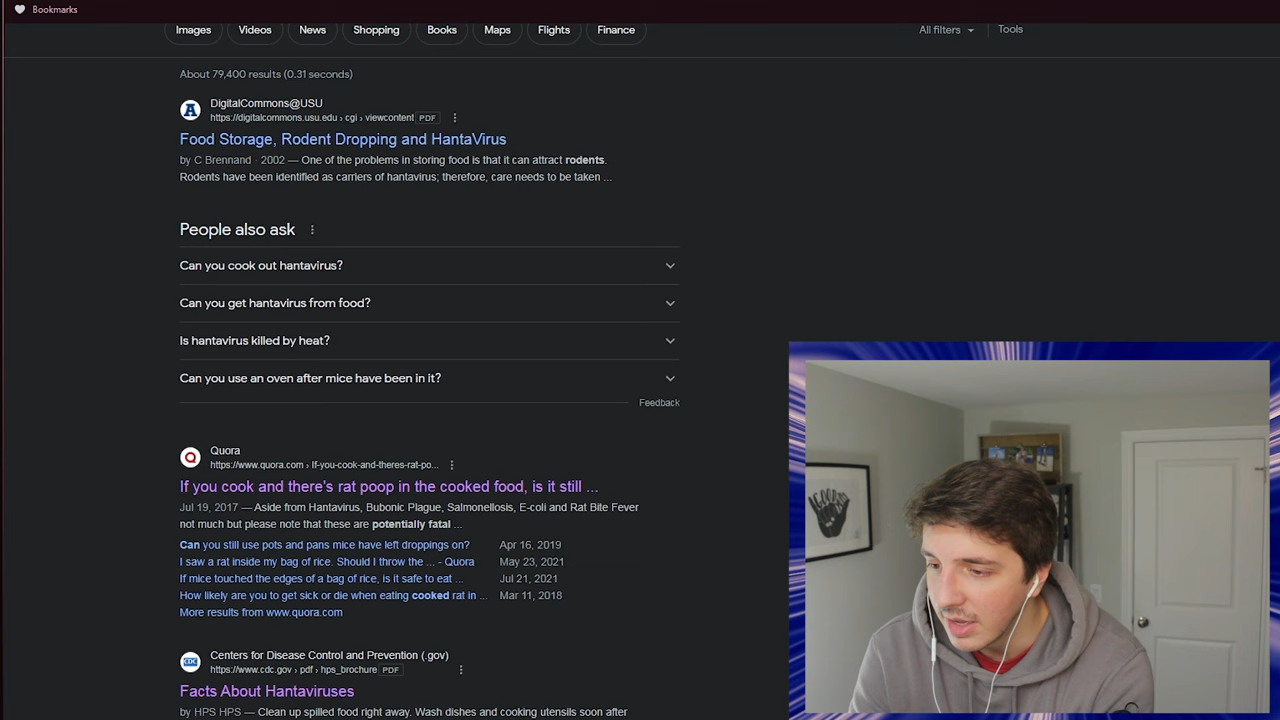 Bookmarks
Images Videos News Shopping Books Maps Flights Finance All filters Tools
About 79,400 results (0.31 seconds)
DigitalCommons@USU
https://digitalcommons.usu.edu › cgi › viewcontent PDF
Food Storage, Rodent Dropping and HantaVirus
by C Brennand · 2002 — One of the problems in storing food is that it can attract rodents.
Rodents have been identified as carriers of hantavirus; therefore, care needs to be taken ...
People also ask
Can you cook out hantavirus?
Can you get hantavirus from food?
Is hantavirus killed by heat?
Can you use an oven after mice have been in it?
Feedback
Quora
https://www.quora.com › If-you-cook-and-theres-rat-po...
If you cook and there's rat poop in the cooked food, is it still ...
Jul 19, 2017 — Aside from Hantavirus, Bubonic Plague, Salmonellosis, E-coli and Rat Bite Fever
not much but please note that these are potentially fatal ...
Can you still use pots and pans mice have left droppings on? Apr 16, 2019
I saw a rat inside my bag of rice. Should I throw the ... - Quora May 23, 2021
If mice touched the edges of a bag of rice, is it safe to eat ... Jul 21, 2021
How likely are you to get sick or die when eating cooked rat in ... Mar 11, 2018
More results from www.quora.com
CDC
Centers for Disease Control and Prevention (.gov)
https://www.cdc.gov › pdf › hps_brochure PDF
Facts About Hantaviruses
by HPS HPS — Clean up spilled food right away. Wash dishes and cooking utensils soon after